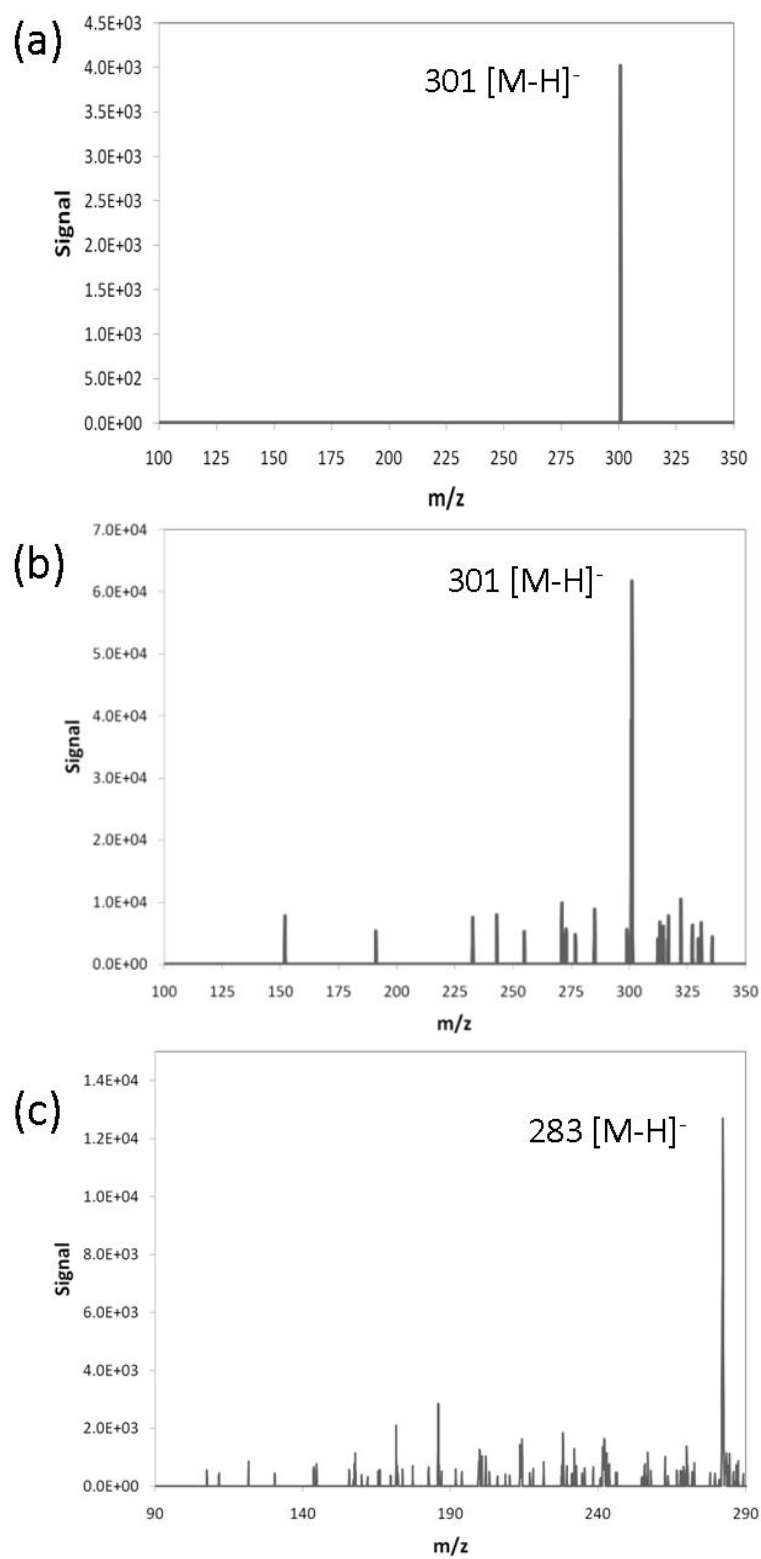 (a)
4.5E+03
4.0E+03
3.5E+03
3.0E+03
2.5E+03
2.0E+03
1.5E+03
1.0E+03
5.0E+02
0.0E+00
Signal
301 [M-H]⁻
100 125 150 175 200 225 250 275 300 325 350
m/z
(b)
7.0E+04
6.0E+04
5.0E+04
4.0E+04
3.0E+04
2.0E+04
1.0E+04
0.0E+00
Signal
301 [M-H]⁻
100 150 200 225 250 275 300 325 350
m/z
(c)
1.4E+04
1.2E+04
1.0E+04
8.0E+03
6.0E+03
4.0E+03
2.0E+03
0.0E+00
Signal
283 [M-H]⁻
90 140 190 240 290
m/z